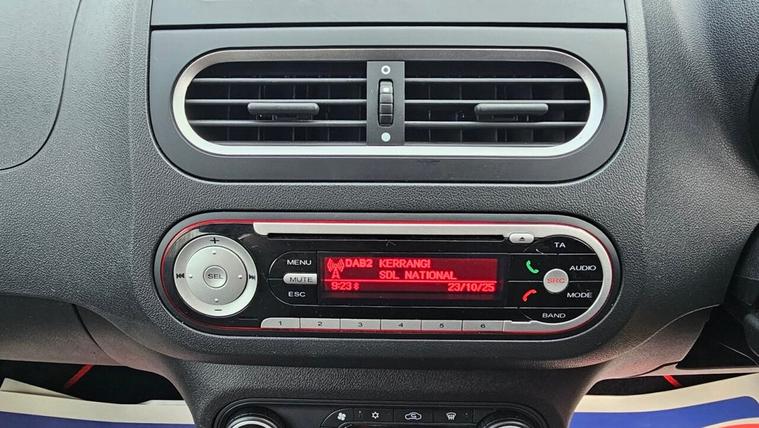 TA
MENU
DAB2 KERRANG!
SDL NATIONAL
9:23 23/10/25
SEL
MUTE
ESC
AUDIO
SRC
MODE
BAND
1 2 3 4 5 6